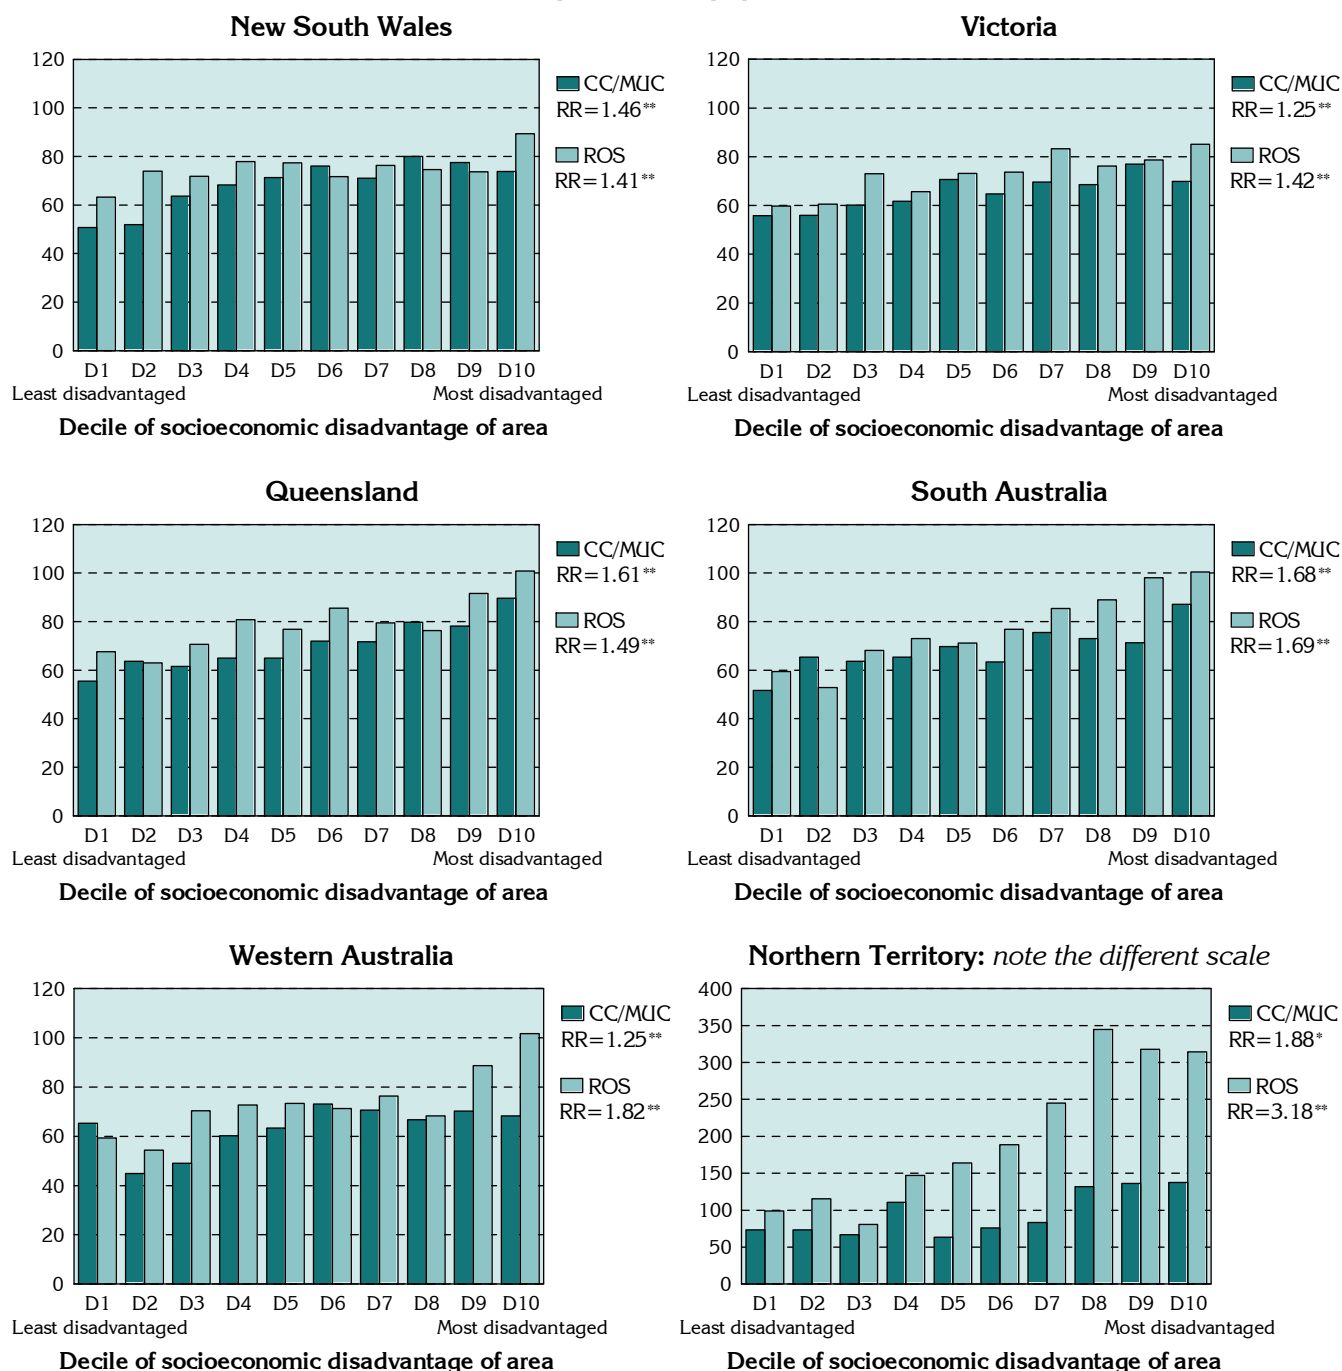 New South Wales
120
100
80
60
40
20
0
CC/MUC
RR=1.46**
ROS
RR=1.41**
D1 D2 D3 D4 D5 D6 D7 D8 D9 D10
Least disadvantaged Most disadvantaged
Decile of socioeconomic disadvantage of area
Victoria
120
100
80
60
40
20
0
CC/MUC
RR=1.25**
ROS
RR=1.42**
D1 D2 D3 D4 D5 D6 D7 D8 D9 D10
Least disadvantaged Most disadvantaged
Decile of socioeconomic disadvantage of area
Queensland
120
100
80
60
40
20
0
CC/MUC
RR=1.61**
ROS
RR=1.49**
D1 D2 D3 D4 D5 D6 D7 D8 D9 D10
Least disadvantaged Most disadvantaged
Decile of socioeconomic disadvantage of area
South Australia
120
100
80
60
40
20
0
CC/MUC
RR=1.68**
ROS
RR=1.69**
D1 D2 D3 D4 D5 D6 D7 D8 D9 D10
Least disadvantaged Most disadvantaged
Decile of socioeconomic disadvantage of area
Western Australia
120
100
80
60
40
20
0
CC/MUC
RR=1.25**
ROS
RR=1.82**
D1 D2 D3 D4 D5 D6 D7 D8 D9 D10
Least disadvantaged Most disadvantaged
Decile of socioeconomic disadvantage of area
Northern Territory: note the different scale
400
350
300
250
200
150
100
50
0
CC/MUC
RR=1.88*
ROS
RR=3.18**
D1 D2 D3 D4 D5 D6 D7 D8 D9 D10
Least disadvantaged Most disadvantaged
Decile of socioeconomic disadvantage of area